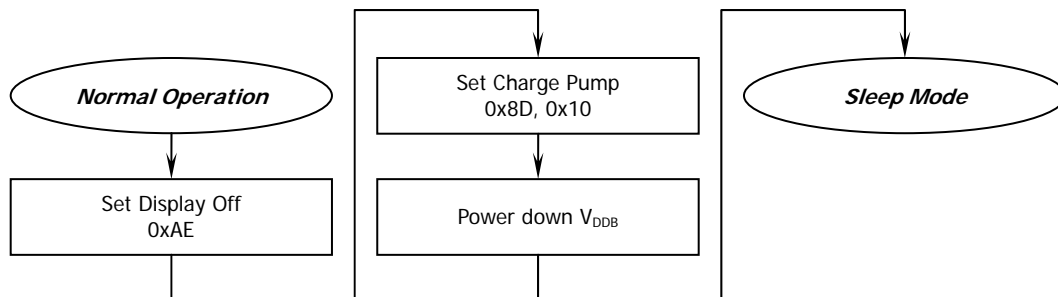 Normal Operation
Set Display Off
0xAE
Set Charge Pump
0x8D, 0x10
Power down VDDB
Sleep Mode